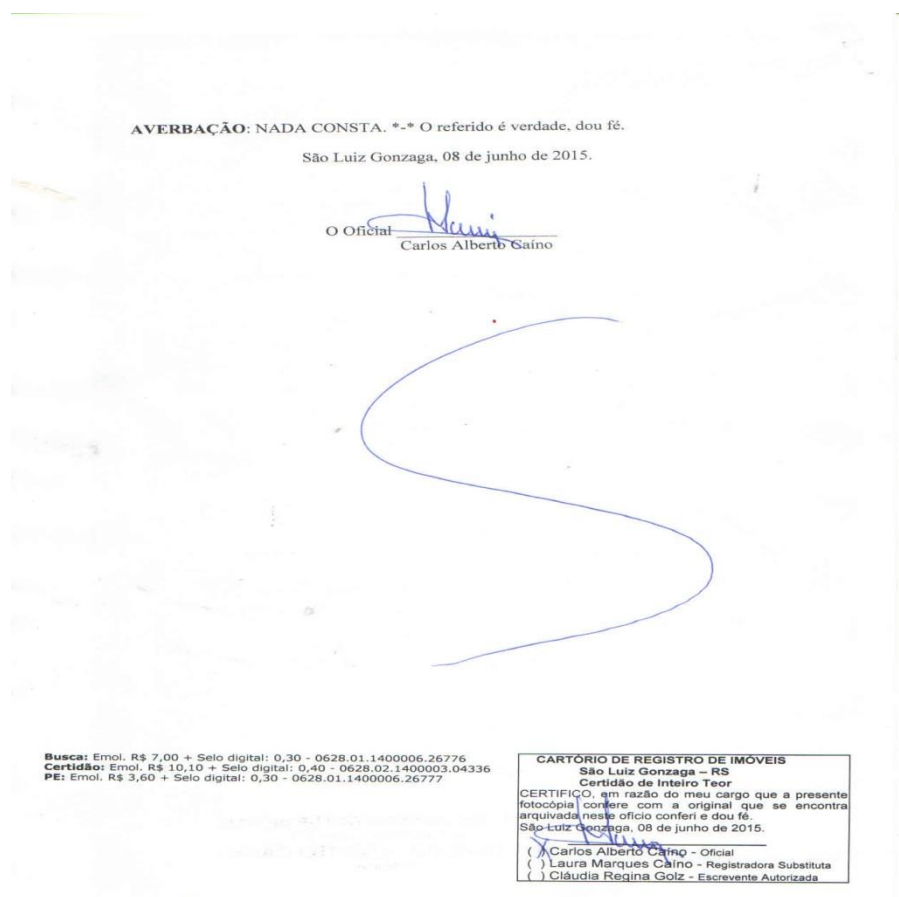 AVERBAÇÃO: NADA CONSTA. *-* O referido é verdade, dou fé.
São Luiz Gonzaga, 08 de junho de 2015.
O Oficial
Carlos Alberto Caíno
Busca: Emol. R$ 7,00 + Selo digital: 0,30 - 0628.01.1400006.26776
Certidão: Emol. R$ 10,10 + Selo digital: 0,40 - 0628.02.1400003.04336
PE: Emol. R$ 3,60 + Selo digital: 0,30 - 0628.01.1400006.26777
CARTÓRIO DE REGISTRO DE IMÓVEIS
São Luiz Gonzaga – RS
Certidão de Inteiro Teor
CERTIFICO, em razão do meu cargo que a presente
fotocópia confere com a original que se encontra
arquivada neste ofício conferi e dou fé.
São Luiz Gonzaga, 08 de junho de 2015.
( ) Carlos Alberto Caíno - Oficial
( ) Laura Marques Caíno - Registradora Substituta
( ) Cláudia Regina Golz - Escrevente Autorizada